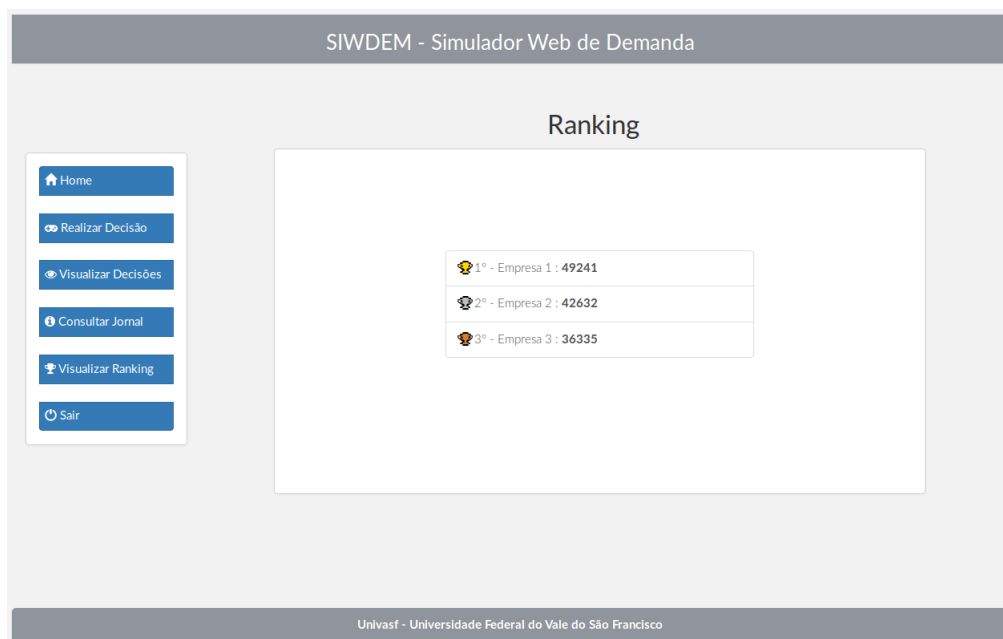 SIWDEM - Simulador Web de Demanda
Ranking
Home
Realizar Decisão
Visualizar Decisões
Consultar Jornal
Visualizar Ranking
Sair
1º - Empresa 1 : 49241
2º - Empresa 2 : 42632
3º - Empresa 3 : 36335
Univasf - Universidade Federal do Vale do São Francisco